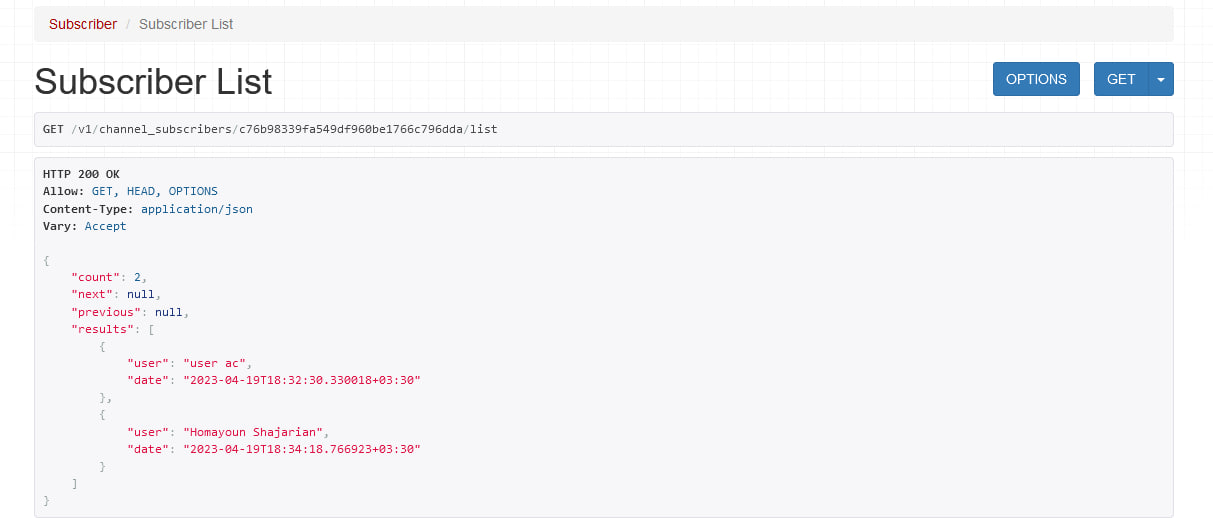 Subscriber / Subscriber List
Subscriber List
OPTIONS
GET
GET /v1/channel_subscribers/c76b98339fa549df960be1766c796dda/list
HTTP 200 OK
Allow: GET, HEAD, OPTIONS
Content-Type: application/json
Vary: Accept
{
    "count": 2,
    "next": null,
    "previous": null,
    "results": [
        {
            "user": "user ac",
            "date": "2023-04-19T18:32:30.330018+03:30"
        },
        {
            "user": "Homayoun Shajarian",
            "date": "2023-04-19T18:34:18.766923+03:30"
        }
    ]
}